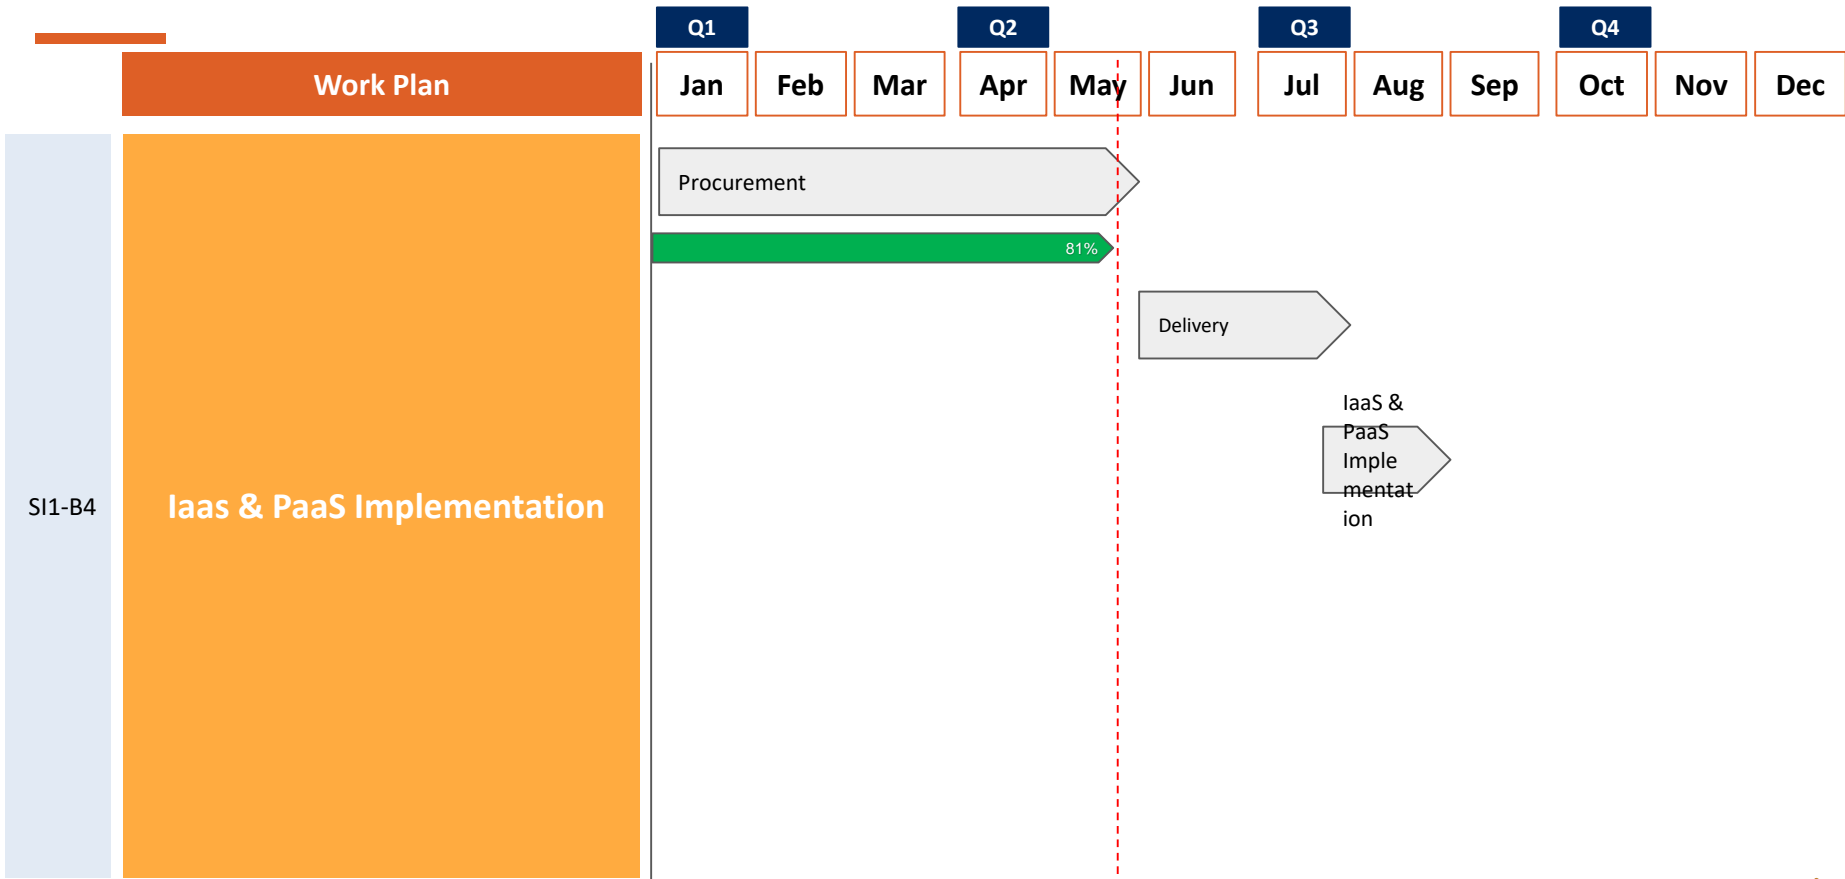 Q1 Q2 Q3 Q4
Work Plan Jan Feb Mar Apr May Jun Jul Aug Sep Oct Nov Dec
Procurement
81%
Delivery
IaaS &
PaaS
Imple
mentat
ion
SI1-B4 Iaas & PaaS Implementation